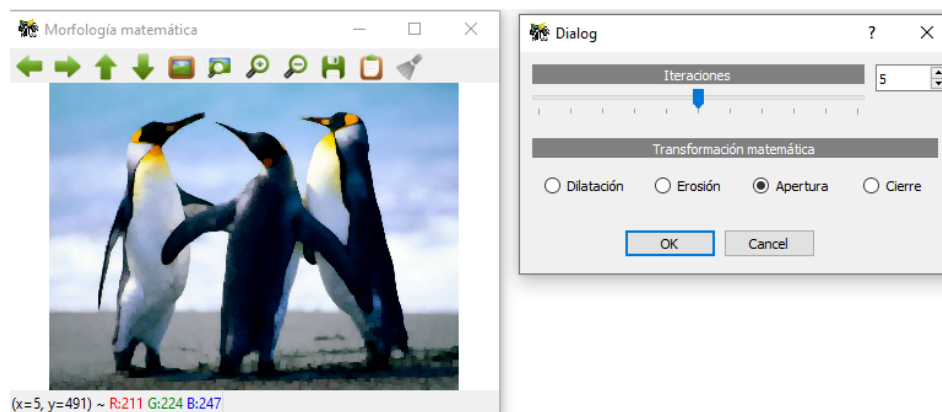 Morfología matemática
(x=5, y=491) ~ R:211 G:224 B:247
Dialog
Iteraciones
5
Transformación matemática
Dilatación Erosión Apertura Cierre
OK Cancel